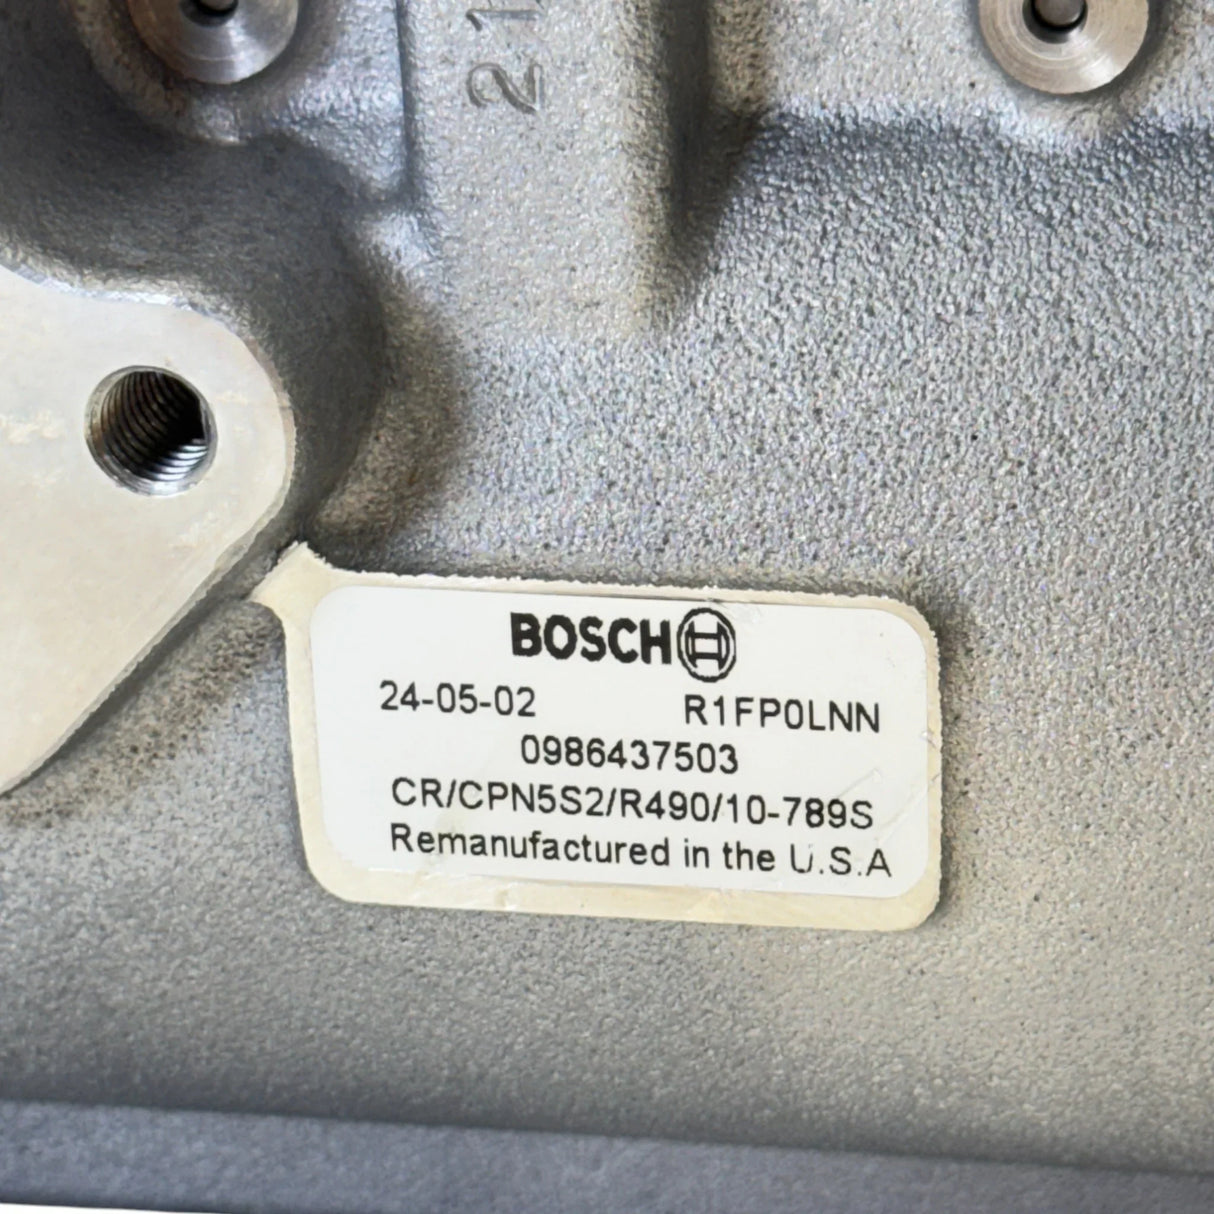 BOSCH
24-05-02 R1FP0LNN
0986437503
CR/CPN5S2/R490/10-789S
Remanufactured in the U.S.A